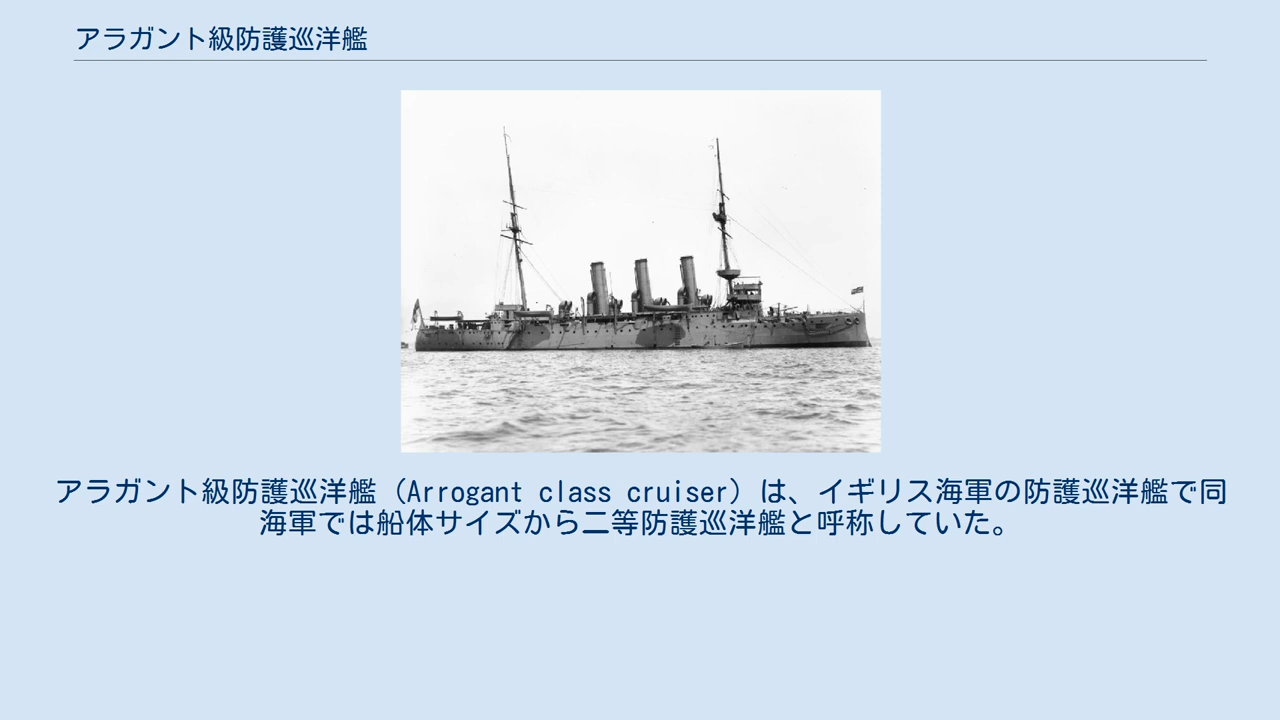 アラガント級防護巡洋艦
アラガント級防護巡洋艦（Arrogant class cruiser）は、イギリス海軍の防護巡洋艦で同
海軍では船体サイズから二等防護巡洋艦と呼称していた。